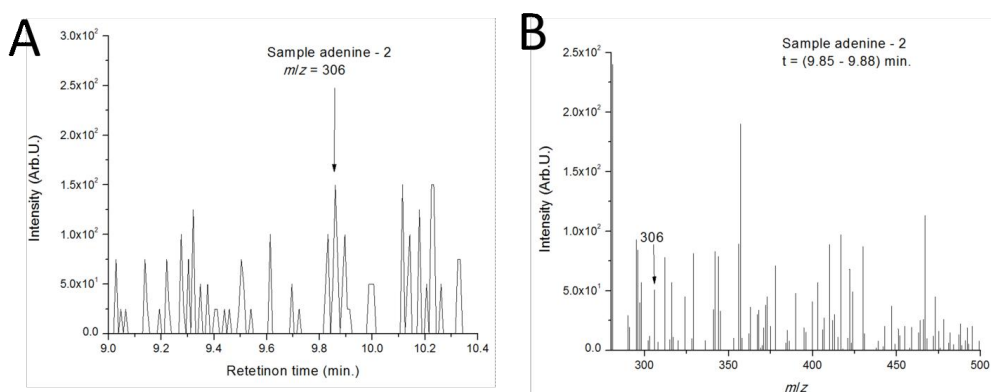 A
Sample adenine - 2
m/z = 306
Intensity (Arb.U.)
3.0x10²
2.5x10²
2.0x10²
1.5x10²
1.0x10²
5.0x10¹
0.0
9.0 9.2 9.4 9.6 9.8 10.0 10.2 10.4
Retetinon time (min.)
B
Sample adenine - 2
t = (9.85 - 9.88) min.
Intensity (Arb.U.)
2.5x10²
2.0x10²
1.5x10²
1.0x10²
5.0x10¹
0.0
306
300 350 400 450 500
m/z